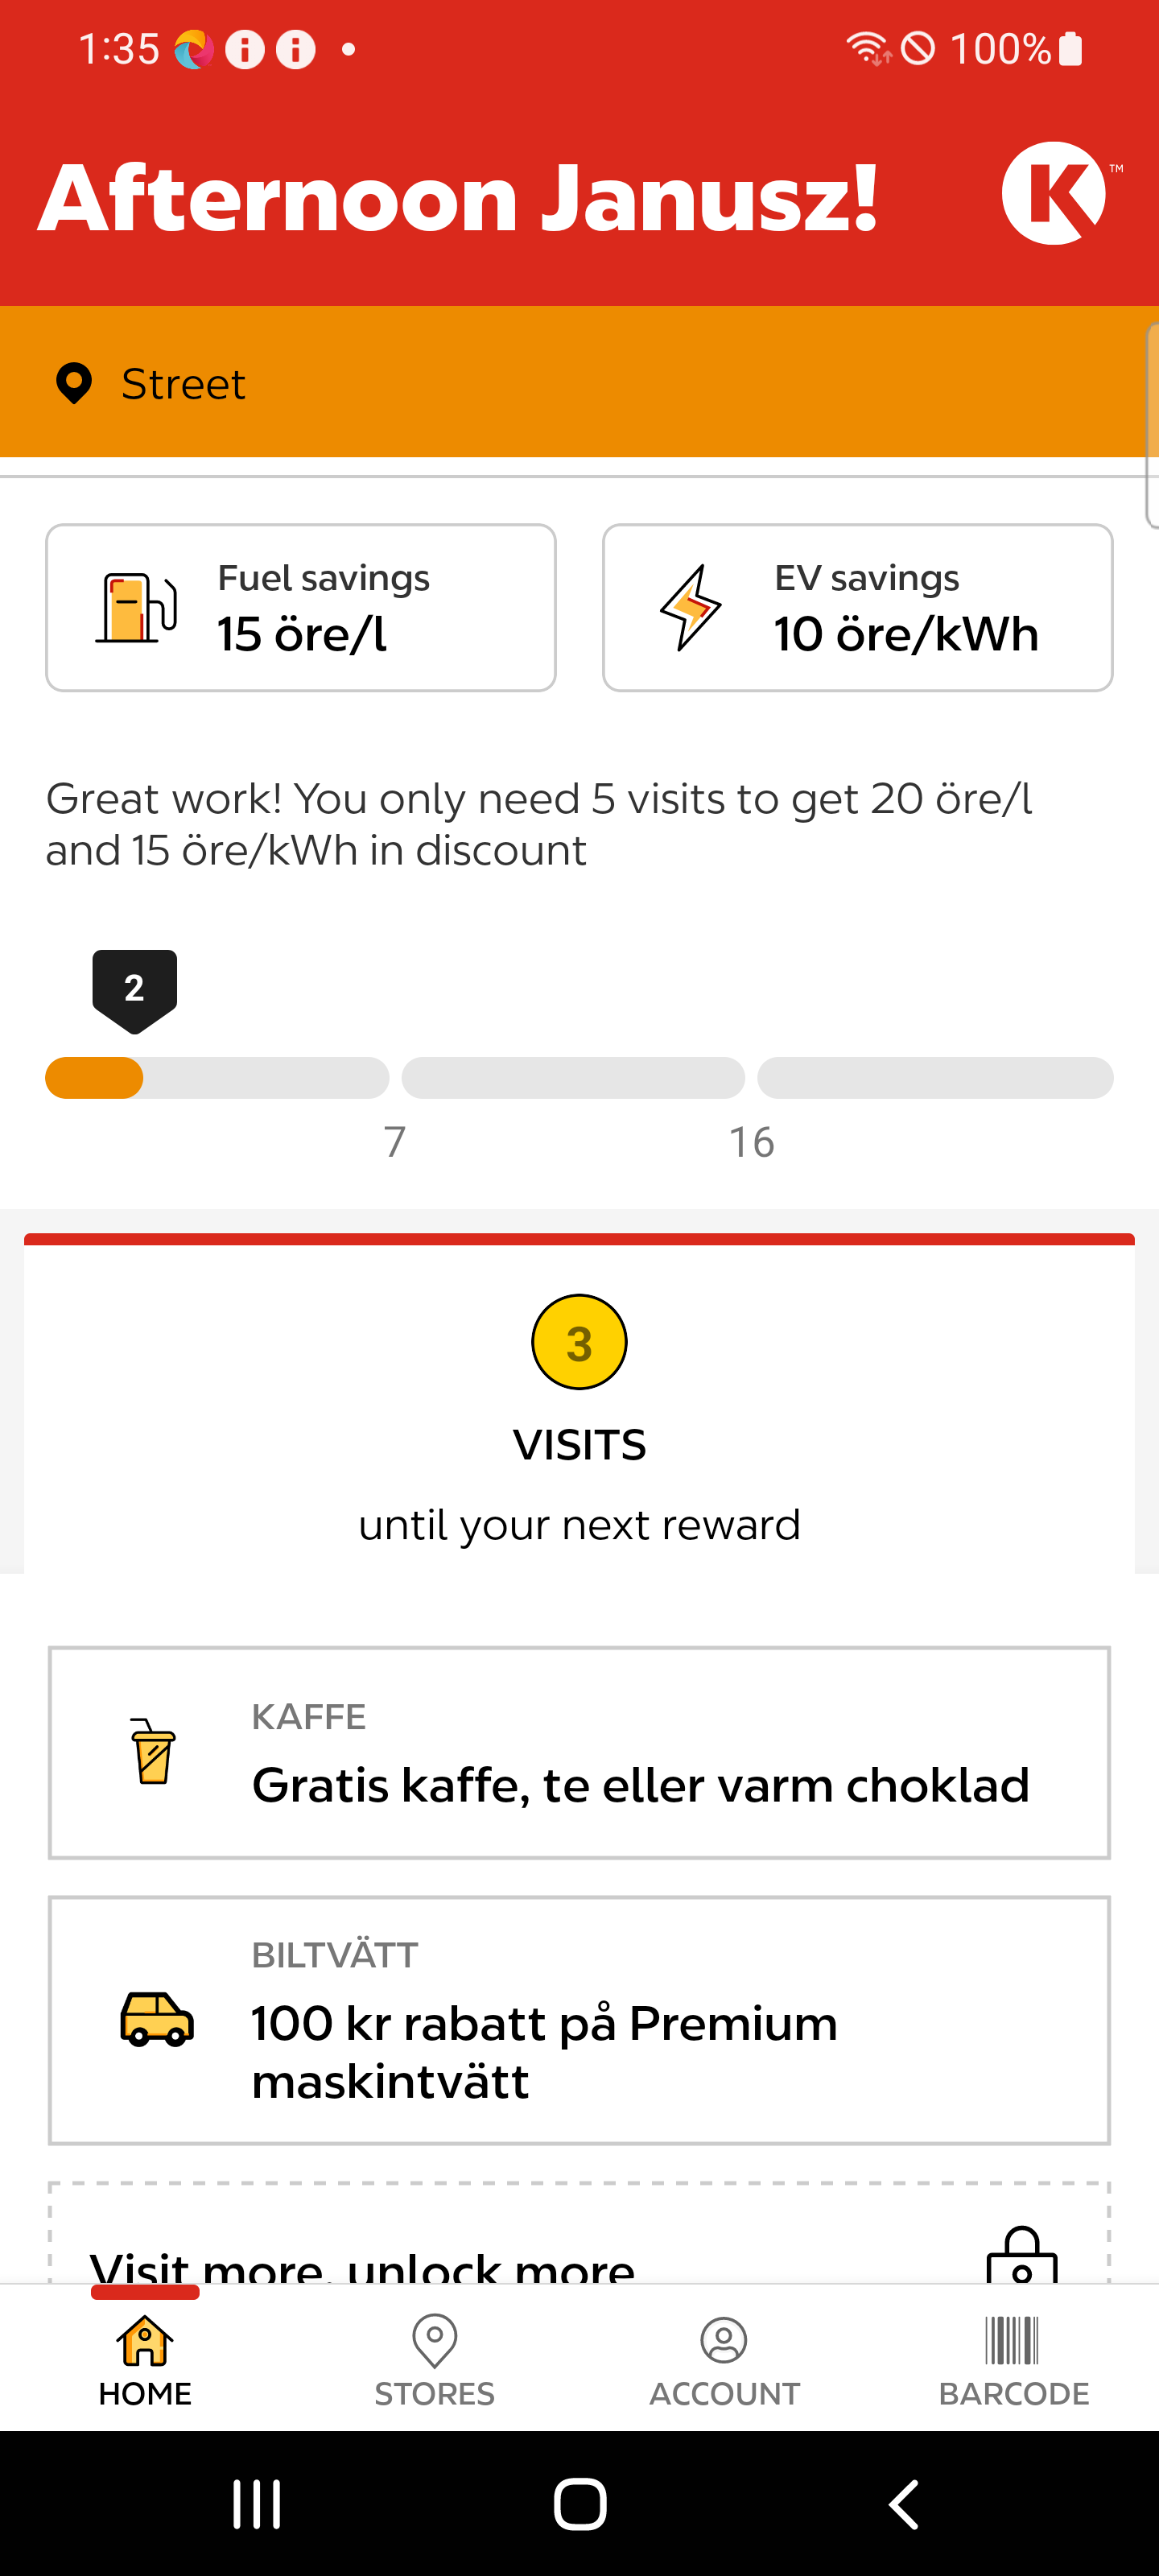 1:35
100%
Afternoon Janusz!
K™
Street
Fuel savings
15 öre/l
EV savings
10 öre/kWh
Great work! You only need 5 visits to get 20 öre/l
and 15 öre/kWh in discount
2
7
16
3
VISITS
until your next reward
KAFFE
Gratis kaffe, te eller varm choklad
BILTVÄTT
100 kr rabatt på Premium
maskintvätt
Visit more, unlock more
HOME
STORES
ACCOUNT
BARCODE